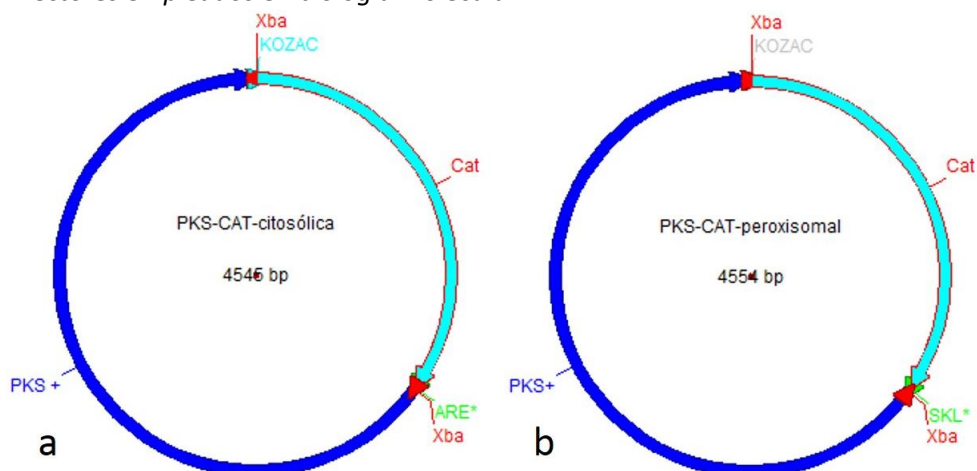 Xba
KOZAC
Cat
PKS-CAT-citosólica
4545 bp
PKS +
ARE*
Xba
a
Xba
KOZAC
Cat
PKS-CAT-peroxisomal
4554 bp
PKS+
SKL*
Xba
b